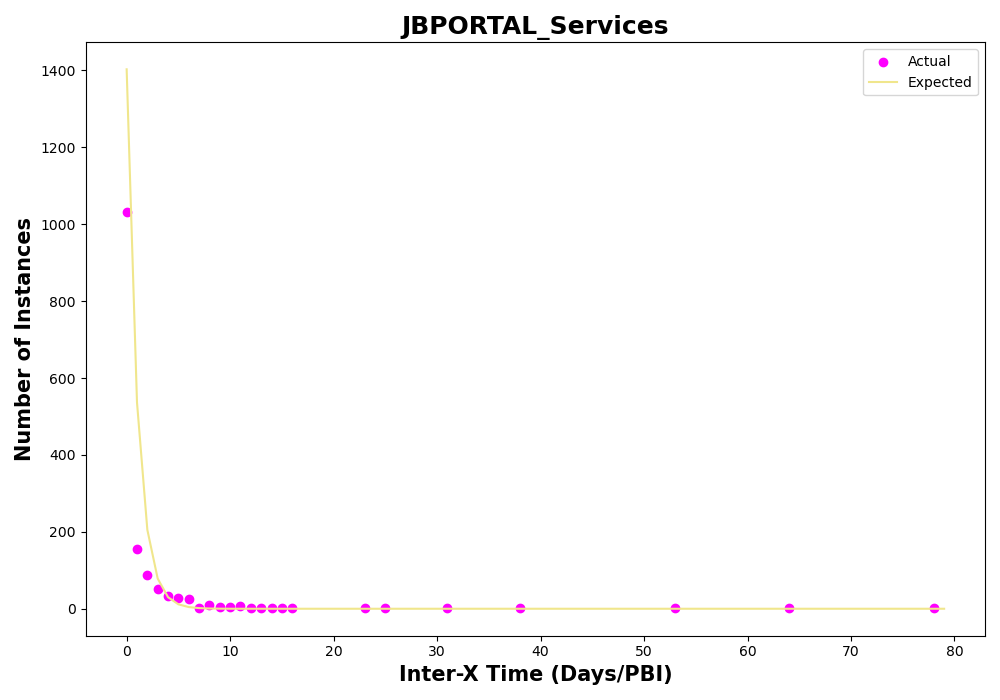 JBPORTAL_Services
Actual
Expected
1400
1200
1000
800
600
400
200
0
Number of Instances
0 10 20 30 40 50 60 70 80
Inter-X Time (Days/PBI)